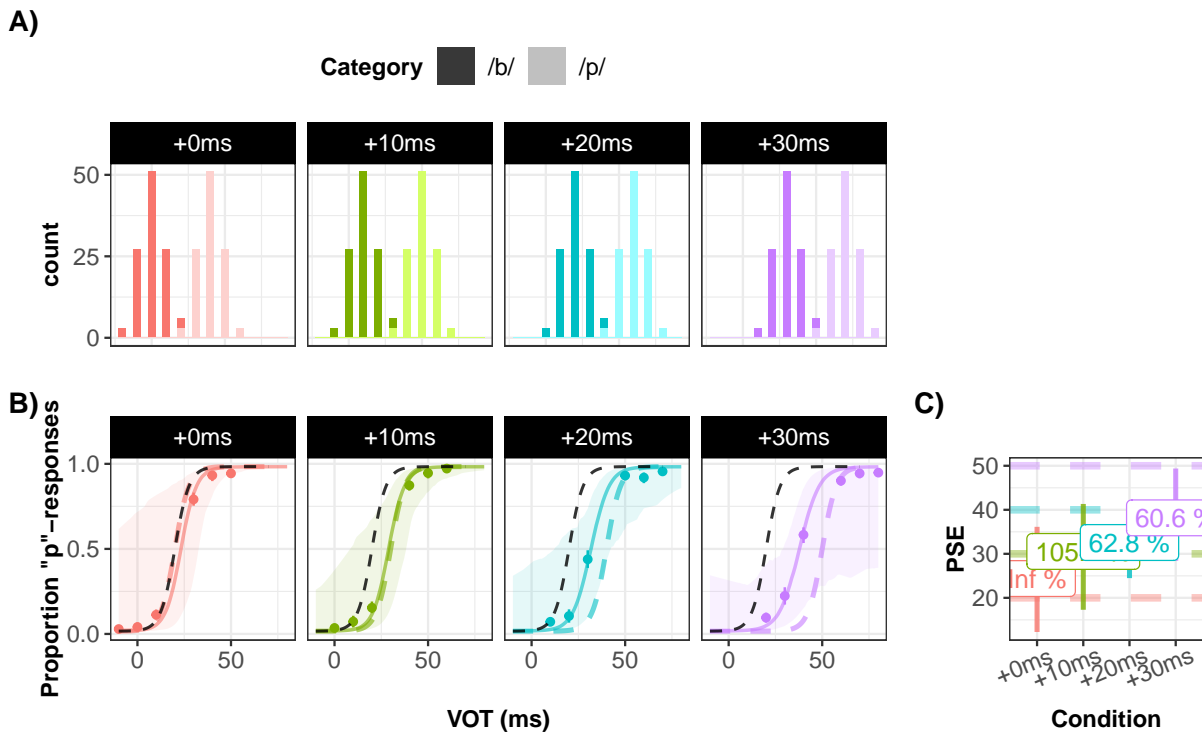 A)
Category /b/ /p/
+0ms +10ms +20ms +30ms
50
25
0
count
B)
+0ms +10ms +20ms +30ms
1.0
0.5
0.0
Proportion "p"−responses
0 50 0 50 0 50 0 50
VOT (ms)
C)
50
40
30
20
PSE
60.6 %
62.8 %
105
Inf %
+0ms +10ms +20ms +30ms
Condition